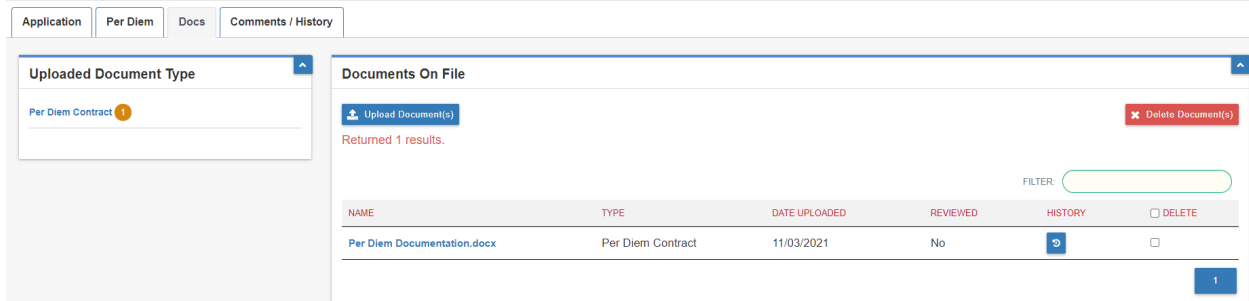 Application Per Diem Docs Comments / History
Uploaded Document Type
Per Diem Contract 1
Documents On File
Upload Document(s) Delete Document(s)
Returned 1 results.
FILTER:
NAME TYPE DATE UPLOADED REVIEWED HISTORY DELETE
Per Diem Documentation.docx Per Diem Contract 11/03/2021 No
1